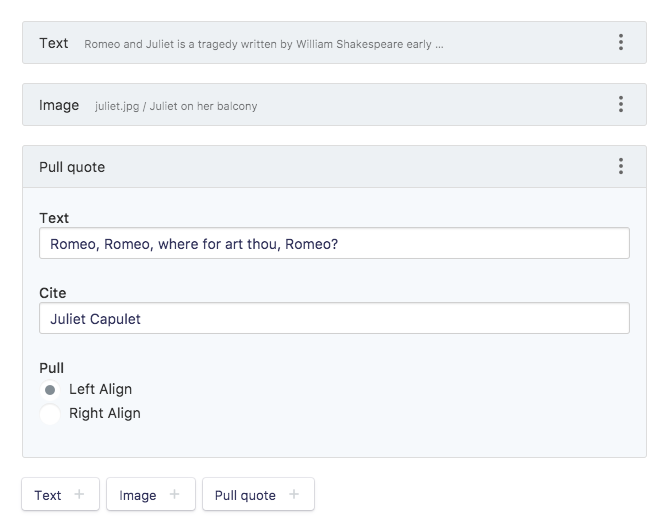 Text Romeo and Juliet is a tragedy written by William Shakespeare early ...
Image juliet.jpg / Juliet on her balcony
Pull quote
Text
Romeo, Romeo, where for art thou, Romeo?
Cite
Juliet Capulet
Pull
Left Align
Right Align
Text + Image + Pull quote +